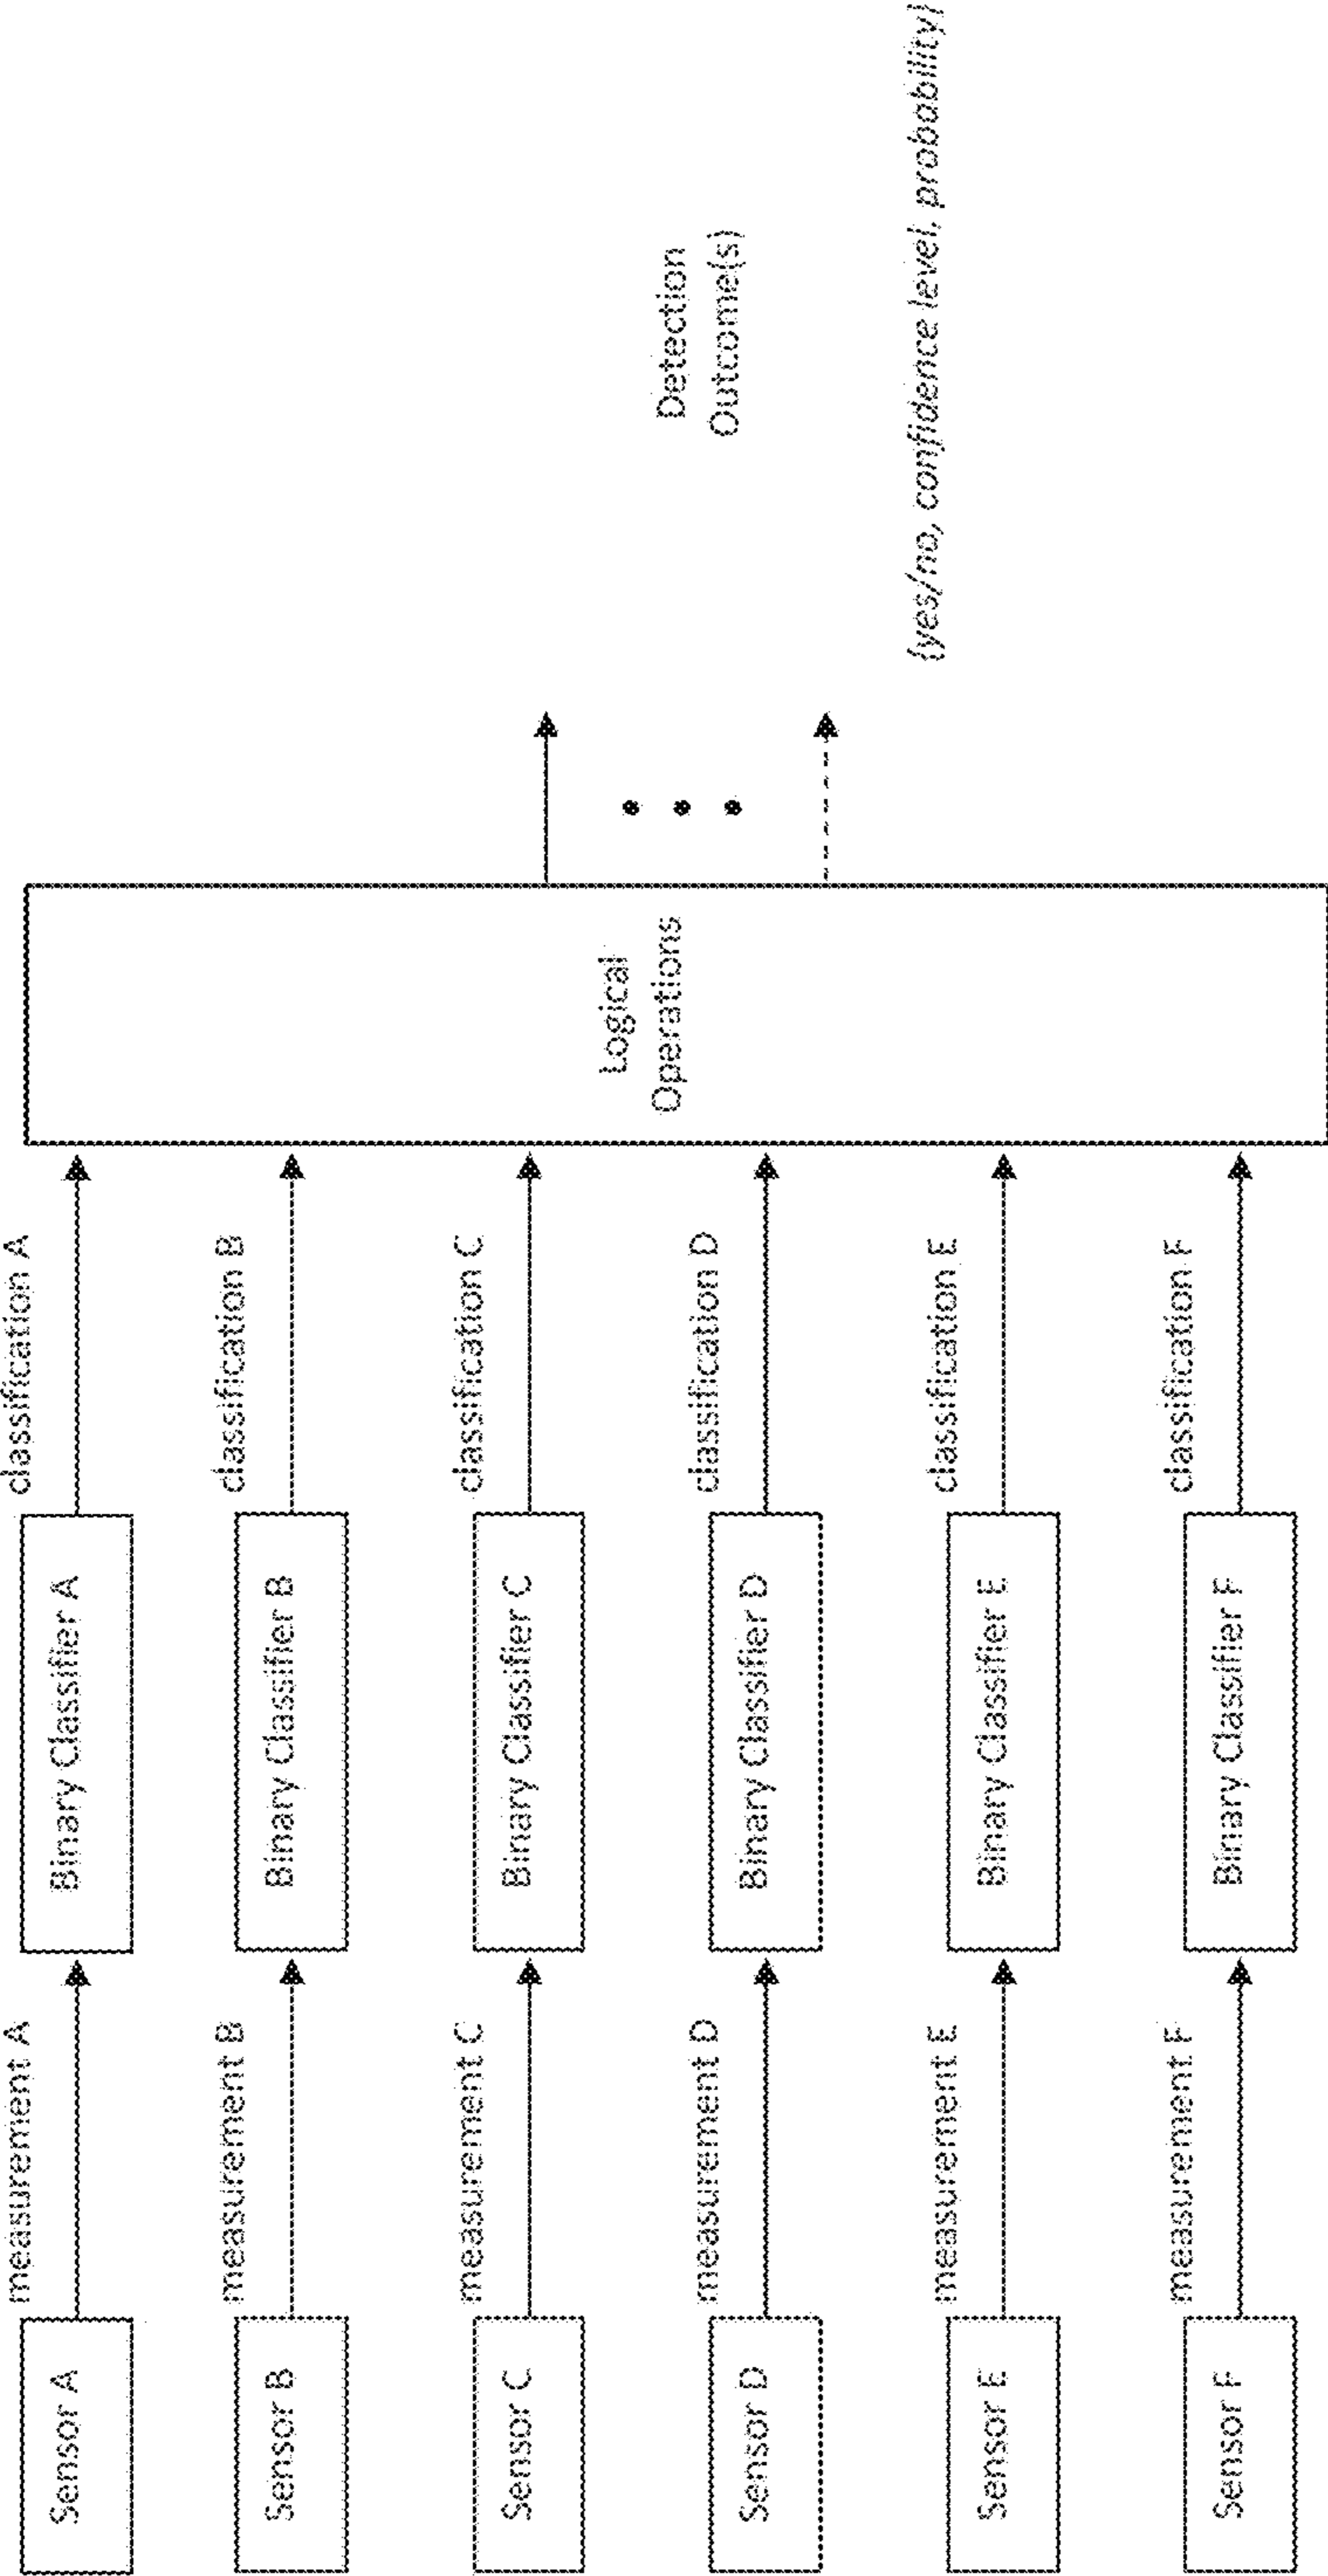 Sensor A
measurement A
Binary Classifier A
classification A
Sensor B
measurement B
Binary Classifier B
classification B
Sensor C
measurement C
Binary Classifier C
classification C
Sensor D
measurement D
Binary Classifier D
classification D
Sensor E
measurement E
Binary Classifier E
classification E
Sensor F
measurement F
Binary Classifier F
classification F
Logical
Operations
Detection
Outcome(s)
(yes/no, confidence level, probability)